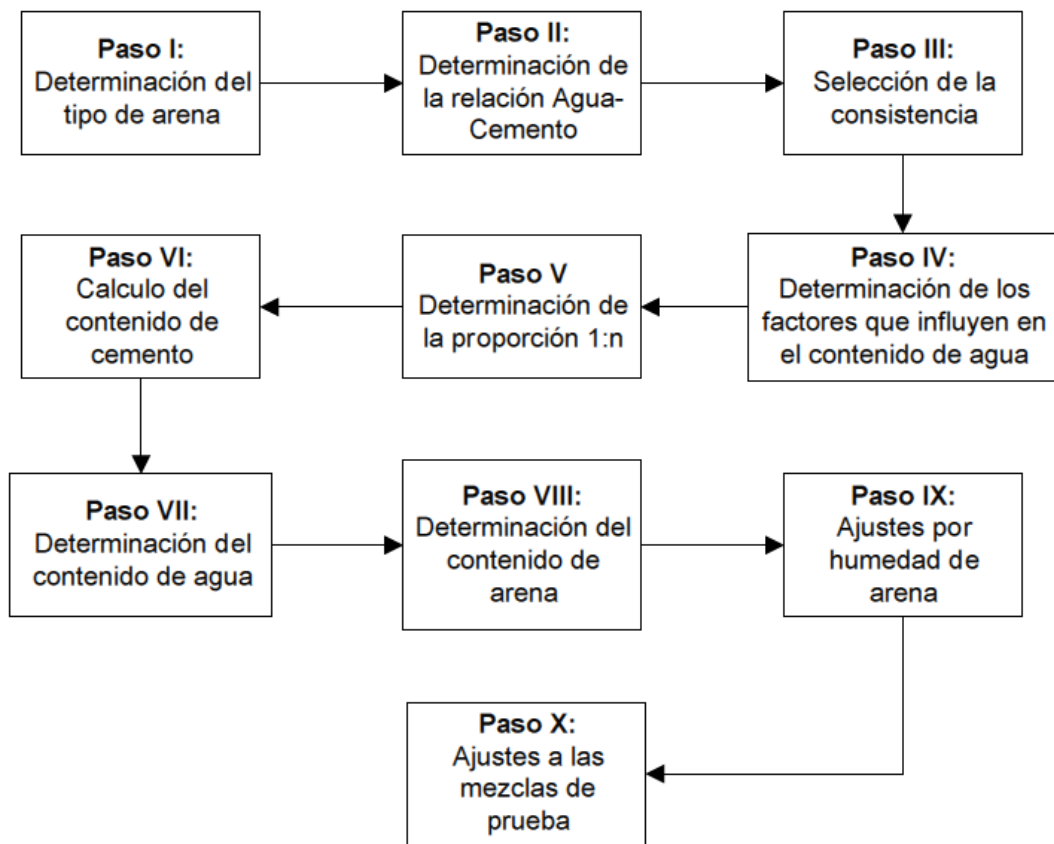 Paso I:
Determinación del
tipo de arena
Paso II:
Determinación de
la relación Agua-
Cemento
Paso III:
Selección de la
consistencia
Paso IV:
Determinación de los
factores que influyen en
el contenido de agua
Paso V
Determinación de
la proporción 1:n
Paso VI:
Calculo del
contenido de
cemento
Paso VII:
Determinación del
contenido de agua
Paso VIII:
Determinación del
contenido de
arena
Paso IX:
Ajustes por
humedad de
arena
Paso X:
Ajustes a las
mezclas de
prueba